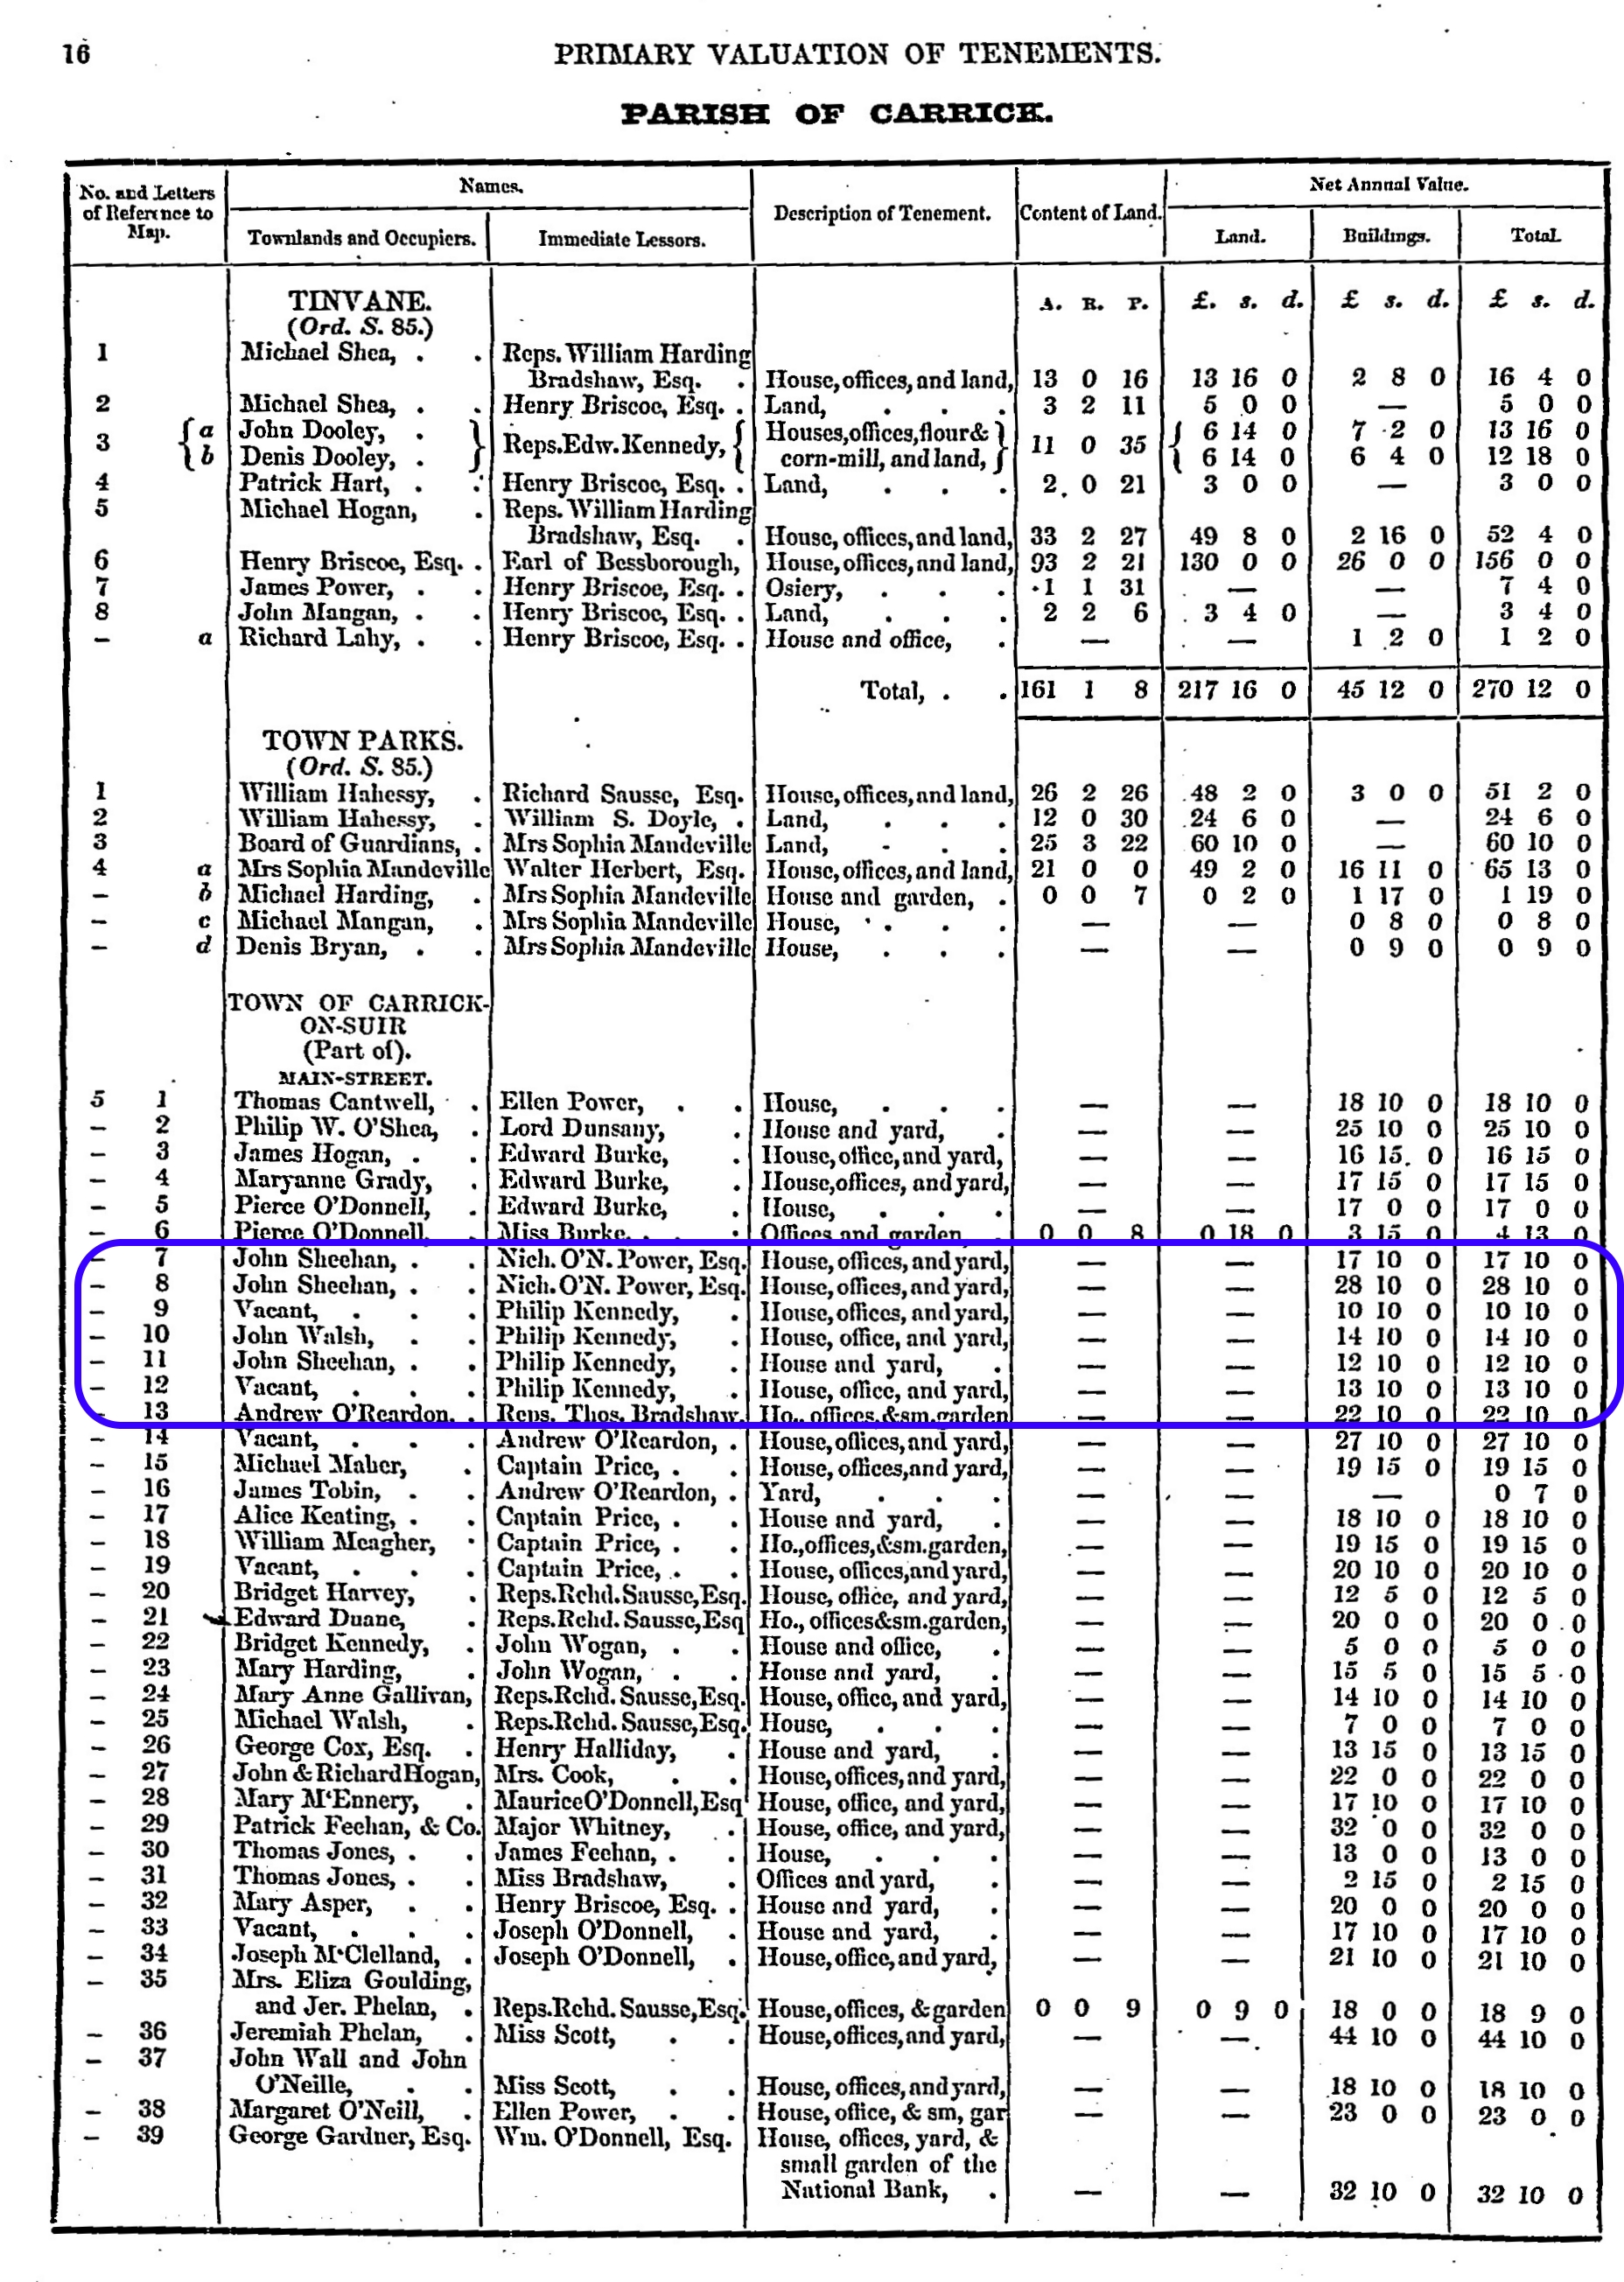 16
PRIMARY VALUATION OF TENEMENTS.
PARISH OF CARRICK.
No. and Letters of Reference to Map. Names. Description of Tenement. Content of Land. Net Annual Value.
Townlands and Occupiers. Immediate Lessors. Land. Buildings. Total.
TINVANE. A. R. P. £. s. d. £ s. d. £ s. d.
(Ord. S. 85.)
1 Michael Shea, . . Reps. William Harding
Bradshaw, Esq. . House, offices, and land, 13 0 16 13 16 0 2 8 0 16 4 0
2 Michael Shea, . . Henry Briscoe, Esq. . Land, . . . 3 2 11 5 0 0 — 5 0 0
3 { a John Dooley, . } Reps. Edw. Kennedy, { Houses, offices, flour & } 11 0 35 { 6 14 0 7 2 0 13 16 0
{ b Denis Dooley, . } corn-mill, and land, } { 6 14 0 6 4 0 12 18 0
4 Patrick Hart, . . Henry Briscoe, Esq. . Land, . . . 2 0 21 3 0 0 — 3 0 0
5 Michael Hogan, . Reps. William Harding
Bradshaw, Esq. . House, offices, and land, 33 2 27 49 8 0 2 16 0 52 4 0
6 Henry Briscoe, Esq. . Earl of Bessborough, House, offices, and land, 93 2 21 130 0 0 26 0 0 156 0 0
7 James Power, . . Henry Briscoe, Esq. . Osiery, . . . 1 1 31 — — 7 4 0
8 John Mangan, . . Henry Briscoe, Esq. . Land, . . . 2 2 6 3 4 0 — 3 4 0
– a Richard Lahy, . . Henry Briscoe, Esq. . House and office, . — — 1 2 0 1 2 0
Total, . . 161 1 8 217 16 0 45 12 0 270 12 0
TOWN PARKS.
(Ord. S. 85.)
1 William Hahessy, . Richard Sausse, Esq. House, offices, and land, 26 2 26 48 2 0 3 0 0 51 2 0
2 William Hahessy, . William S. Doyle, . Land, . . . 12 0 30 24 6 0 — 24 6 0
3 Board of Guardians, . Mrs Sophia Mandeville Land, . . . 25 3 22 60 10 0 — 60 10 0
4 a Mrs Sophia Mandeville Walter Herbert, Esq. House, offices, and land, 21 0 0 49 2 0 16 11 0 65 13 0
– b Michael Harding, . Mrs Sophia Mandeville House and garden, . 0 0 7 0 2 0 1 17 0 1 19 0
– c Michael Mangan, . Mrs Sophia Mandeville House, . . . — — 0 8 0 0 8 0
– d Denis Bryan, . . Mrs Sophia Mandeville House, . . . — — 0 9 0 0 9 0
TOWN OF CARRICK-
ON-SUIR
(Part of).
MAIN-STREET.
5 1 Thomas Cantwell, . Ellen Power, . . House, . . . — — 18 10 0 18 10 0
– 2 Philip W. O'Shea, . Lord Dunsany, . House and yard, . — — 25 10 0 25 10 0
– 3 James Hogan, . . Edward Burke, . House, office, and yard, — — 16 15 0 16 15 0
– 4 Maryanne Grady, . Edward Burke, . House, offices, and yard, — — 17 15 0 17 15 0
– 5 Pierce O'Donnell, . Edward Burke, . House, . . . — — 17 0 0 17 0 0
– 6 Pierce O'Donnell, Miss Burke, . . Offices and garden, 0 0 8 0 18 0 3 15 0 4 13 0
– 7 John Sheehan, . . Nich. O'N. Power, Esq. House, offices, and yard, — — 17 10 0 17 10 0
– 8 John Sheehan, . . Nich. O'N. Power, Esq. House, offices, and yard, — — 28 10 0 28 10 0
– 9 Vacant, . . . Philip Kennedy, . House, offices, and yard, — — 10 10 0 10 10 0
– 10 John Walsh, . . Philip Kennedy, . House, office, and yard, — — 14 10 0 14 10 0
– 11 John Sheehan, . . Philip Kennedy, . House and yard, . — — 12 10 0 12 10 0
– 12 Vacant, . . . Philip Kennedy, . House, office, and yard, — — 13 10 0 13 10 0
– 13 Andrew O'Reardon, . Reps. Thos. Bradshaw, Ho., offices, & sm. garden — — 22 10 0 22 10 0
– 14 Vacant, . . . Andrew O'Reardon, . House, offices, and yard, — — 27 10 0 27 10 0
– 15 Michael Maher, . Captain Price, . . House, offices, and yard, — — 19 15 0 19 15 0
– 16 James Tobin, . . Andrew O'Reardon, . Yard, . . . — — — 0 7 0
– 17 Alice Keating, . . Captain Price, . . House and yard, . — — 18 10 0 18 10 0
– 18 William Meagher, . Captain Price, . . Ho., offices, & sm. garden, — — 19 15 0 19 15 0
– 19 Vacant, . . . Captain Price, . . House, offices, and yard, — — 20 10 0 20 10 0
– 20 Bridget Harvey, . Reps. Rchd. Sausse, Esq. House, office, and yard, — — 12 5 0 12 5 0
– 21 Edward Duane, . Reps. Rchd. Sausse, Esq Ho., offices & sm. garden, — — 20 0 0 20 0 0
– 22 Bridget Kennedy, . John Wogan, . . House and office, . — — 5 0 0 5 0 0
– 23 Mary Harding, . John Wogan, . . House and yard, . — — 15 5 0 15 5 0
– 24 Mary Anne Gallivan, Reps. Rchd. Sausse, Esq. House, office, and yard, — — 14 10 0 14 10 0
– 25 Michael Walsh, . Reps. Rchd. Sausse, Esq. House, . . . — — 7 0 0 7 0 0
– 26 George Cox, Esq. . Henry Halliday, . House and yard, . — — 13 15 0 13 15 0
– 27 John & Richard Hogan, Mrs. Cook, . . House, offices, and yard, — — 22 0 0 22 0 0
– 28 Mary M'Ennery, . Maurice O'Donnell, Esq House, office, and yard, — — 17 10 0 17 10 0
– 29 Patrick Feehan, & Co. Major Whitney, . House, office, and yard, — — 32 0 0 32 0 0
– 30 Thomas Jones, . . James Feehan, . . House, . . . — — 13 0 0 13 0 0
– 31 Thomas Jones, . . Miss Bradshaw, . Offices and yard, . — — 2 15 0 2 15 0
– 32 Mary Asper, . . Henry Briscoe, Esq. . House and yard, . — — 20 0 0 20 0 0
– 33 Vacant, . . . Joseph O'Donnell, . House and yard, . — — 17 10 0 17 10 0
– 34 Joseph M'Clelland, . Joseph O'Donnell, . House, office, and yard, — — 21 10 0 21 10 0
– 35 Mrs. Eliza Goulding,
and Jer. Phelan, . Reps. Rchd. Sausse, Esq. House, offices, & garden 0 0 9 0 9 0 18 0 0 18 9 0
– 36 Jeremiah Phelan, . Miss Scott, . . House, offices, and yard, — — 44 10 0 44 10 0
– 37 John Wall and John
O'Neille, . . Miss Scott, . . House, offices, and yard, — — 18 10 0 18 10 0
– 38 Margaret O'Neill, . Ellen Power, . . House, office, & sm, gar — — 23 0 0 23 0 0
– 39 George Gardner, Esq. Wm. O'Donnell, Esq. House, offices, yard, &
small garden of the
National Bank, . — — 32 10 0 32 10 0